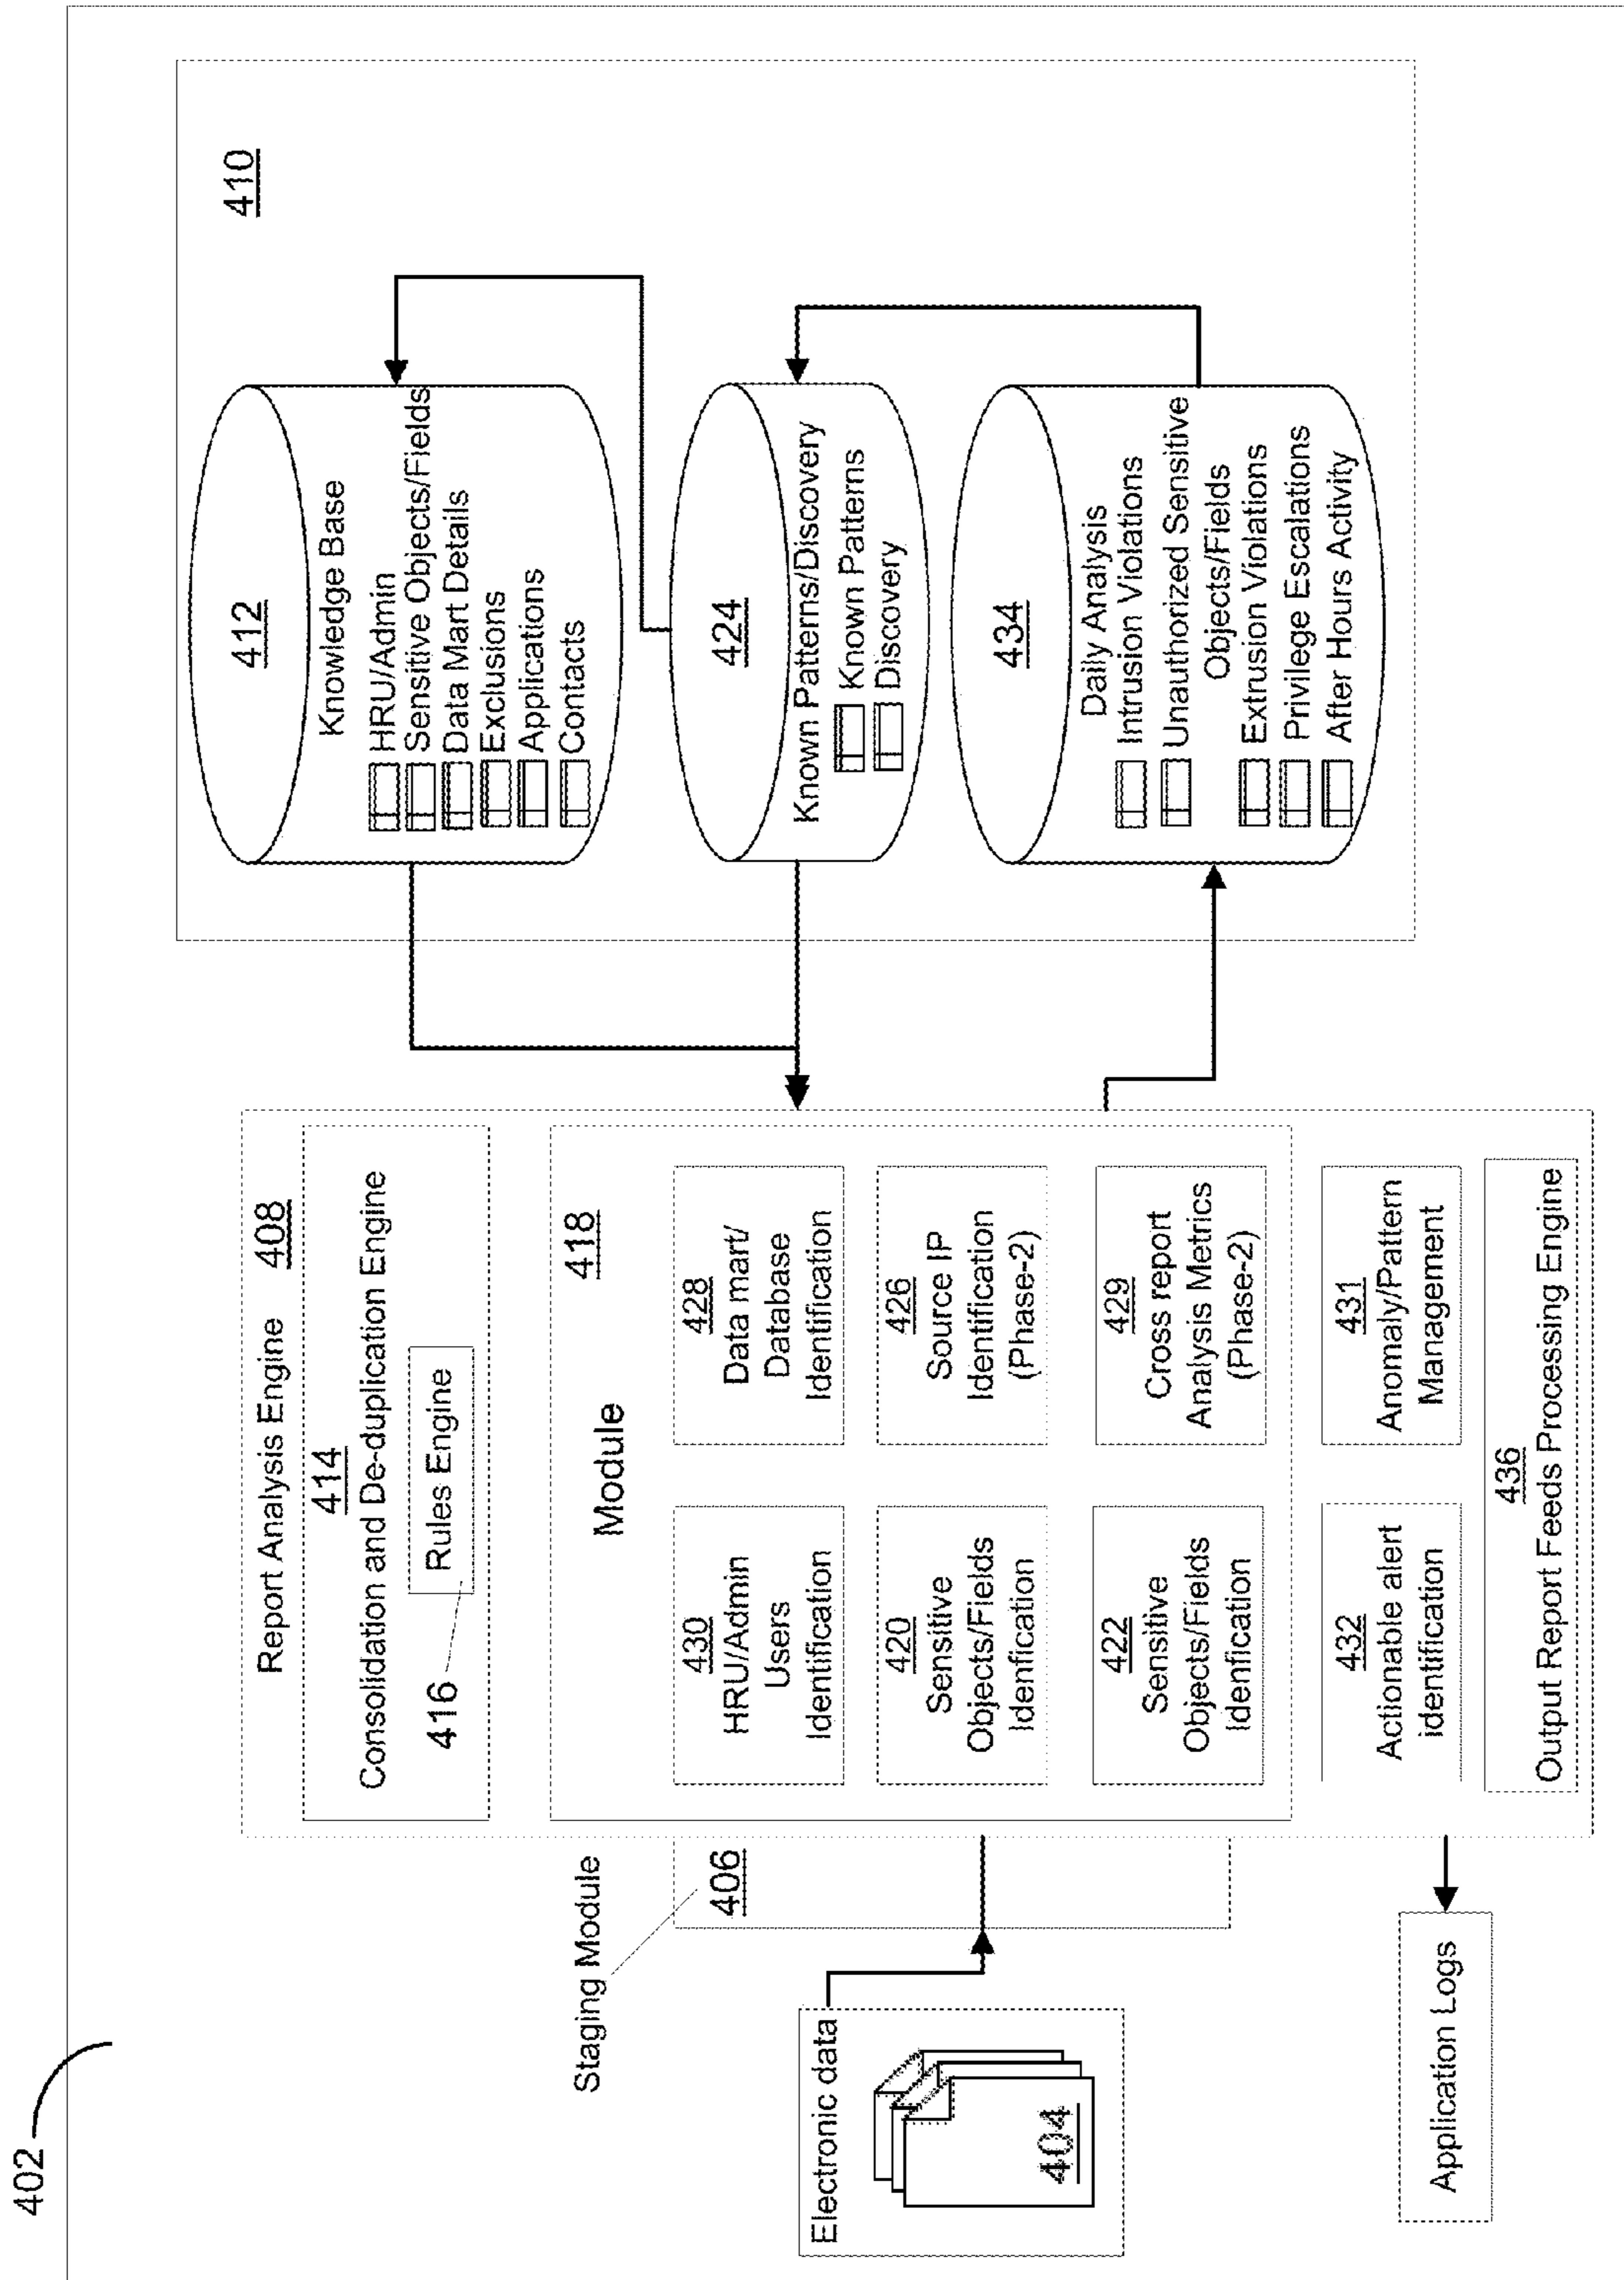 402
Electronic data
404
Staging Module
406
Application Logs
Report Analysis Engine 408
414
Consolidation and De-duplication Engine
Rules Engine
416
Module 418
430
HRU/Admin
Users
Identification
428
Data mart/
Database
Identification
420
Sensitive
Objects/Fields
Idenfication
426
Source IP
Identification
(Phase-2)
422
Sensitive
Objects/Fields
Idenfication
429
Cross report
Analysis Metrics
(Phase-2)
432
Actionable alert
identification
431
Anomaly/Pattern
Management
436
Output Report Feeds Processing Engine
410
412
Knowledge Base
HRU/Admin
Sensitive Objects/Fields
Data Mart Details
Exclusions
Applications
Contacts
424
Known Patterns/Discovery
Known Patterns
Discovery
434
Daily Analysis
Intrusion Violations
Unauthorized Sensitive
Objects/Fields
Extrusion Violations
Privilege Escalations
After Hours Activity